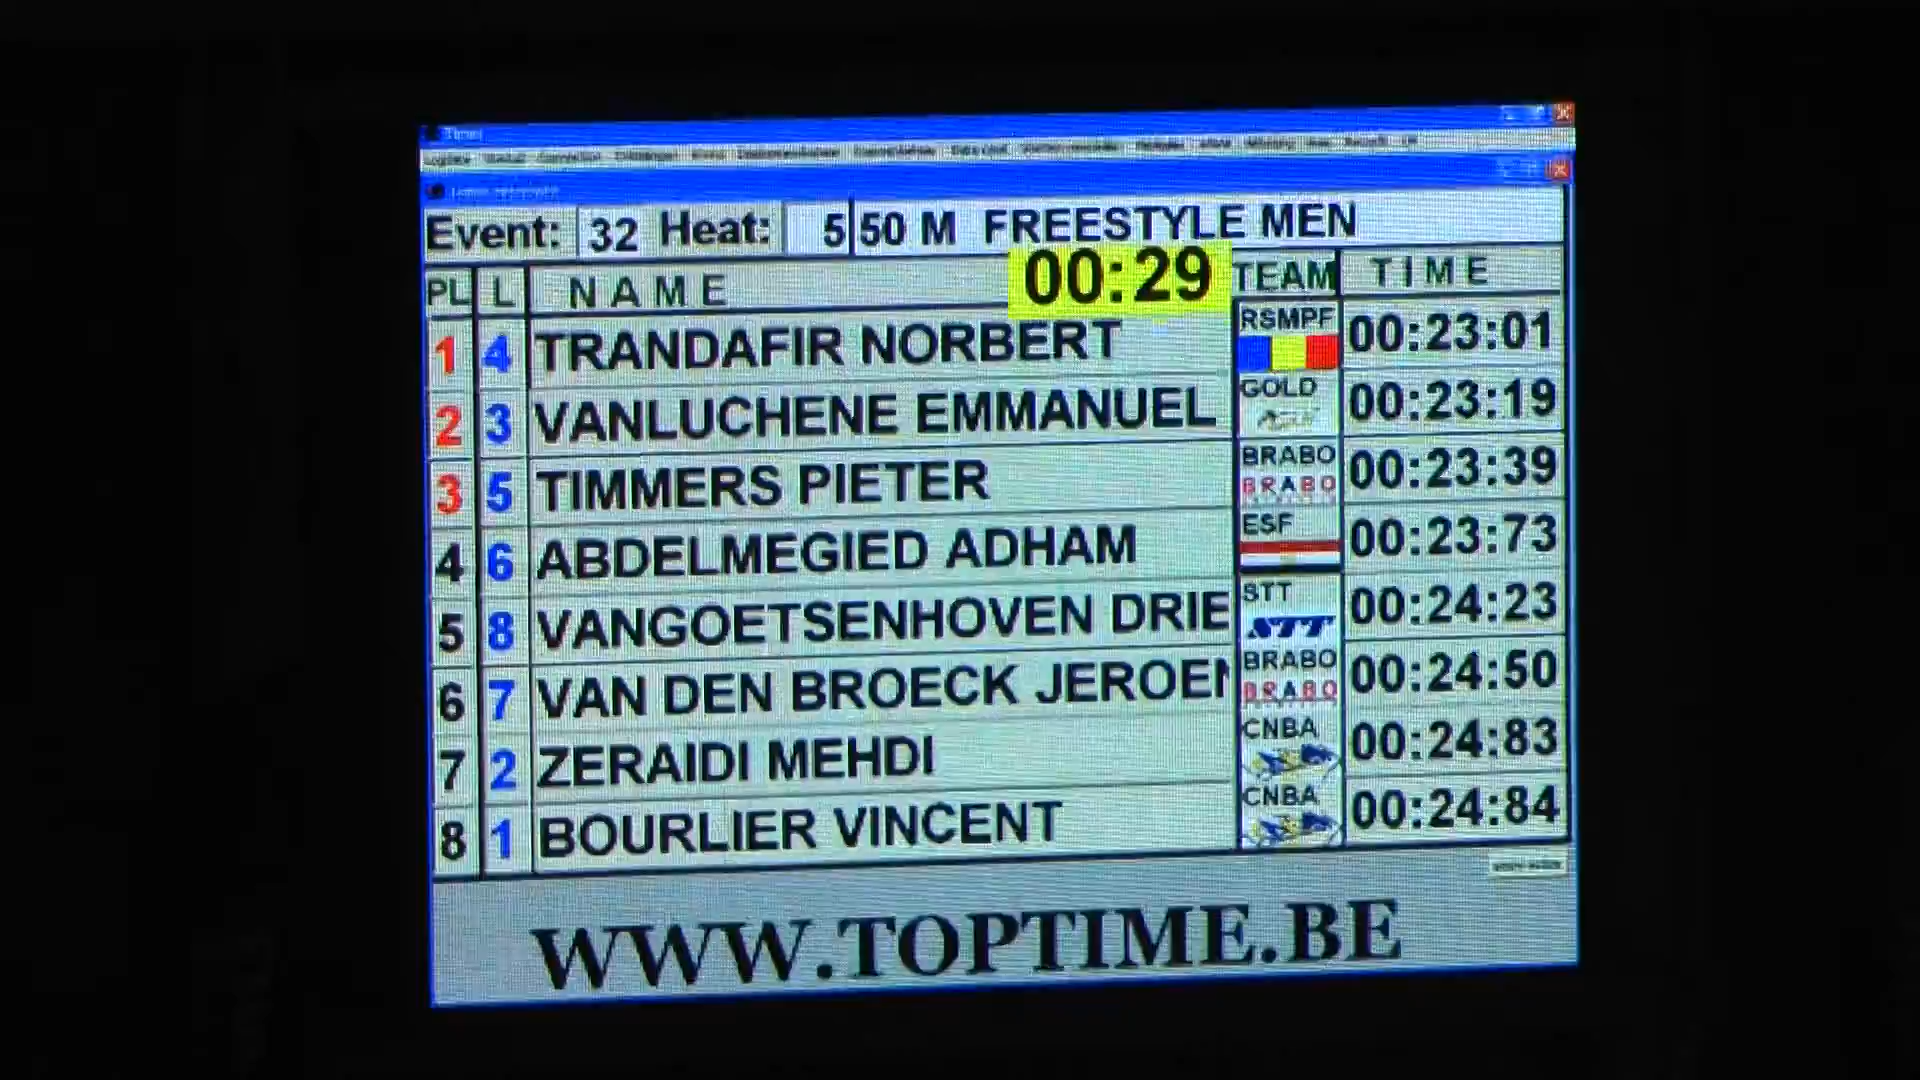 Timer
Event: 32 Heat: 5 50 M FREESTYLE MEN
00:29
PL L NAME TEAM TIME
1 4 TRANDAFIR NORBERT RSMPF 00:23:01
2 3 VANLUCHENE EMMANUEL GOLD 00:23:19
3 5 TIMMERS PIETER BRABO BRABO 00:23:39
4 6 ABDELMEGIED ADHAM ESF 00:23:73
5 8 VANGOETSENHOVEN DRIE STT STT 00:24:23
6 7 VAN DEN BROECK JEROEN BRABO BRABO 00:24:50
7 2 ZERAIDI MEHDI CNBA 00:24:83
8 1 BOURLIER VINCENT CNBA 00:24:84
WWW.TOPTIME.BE